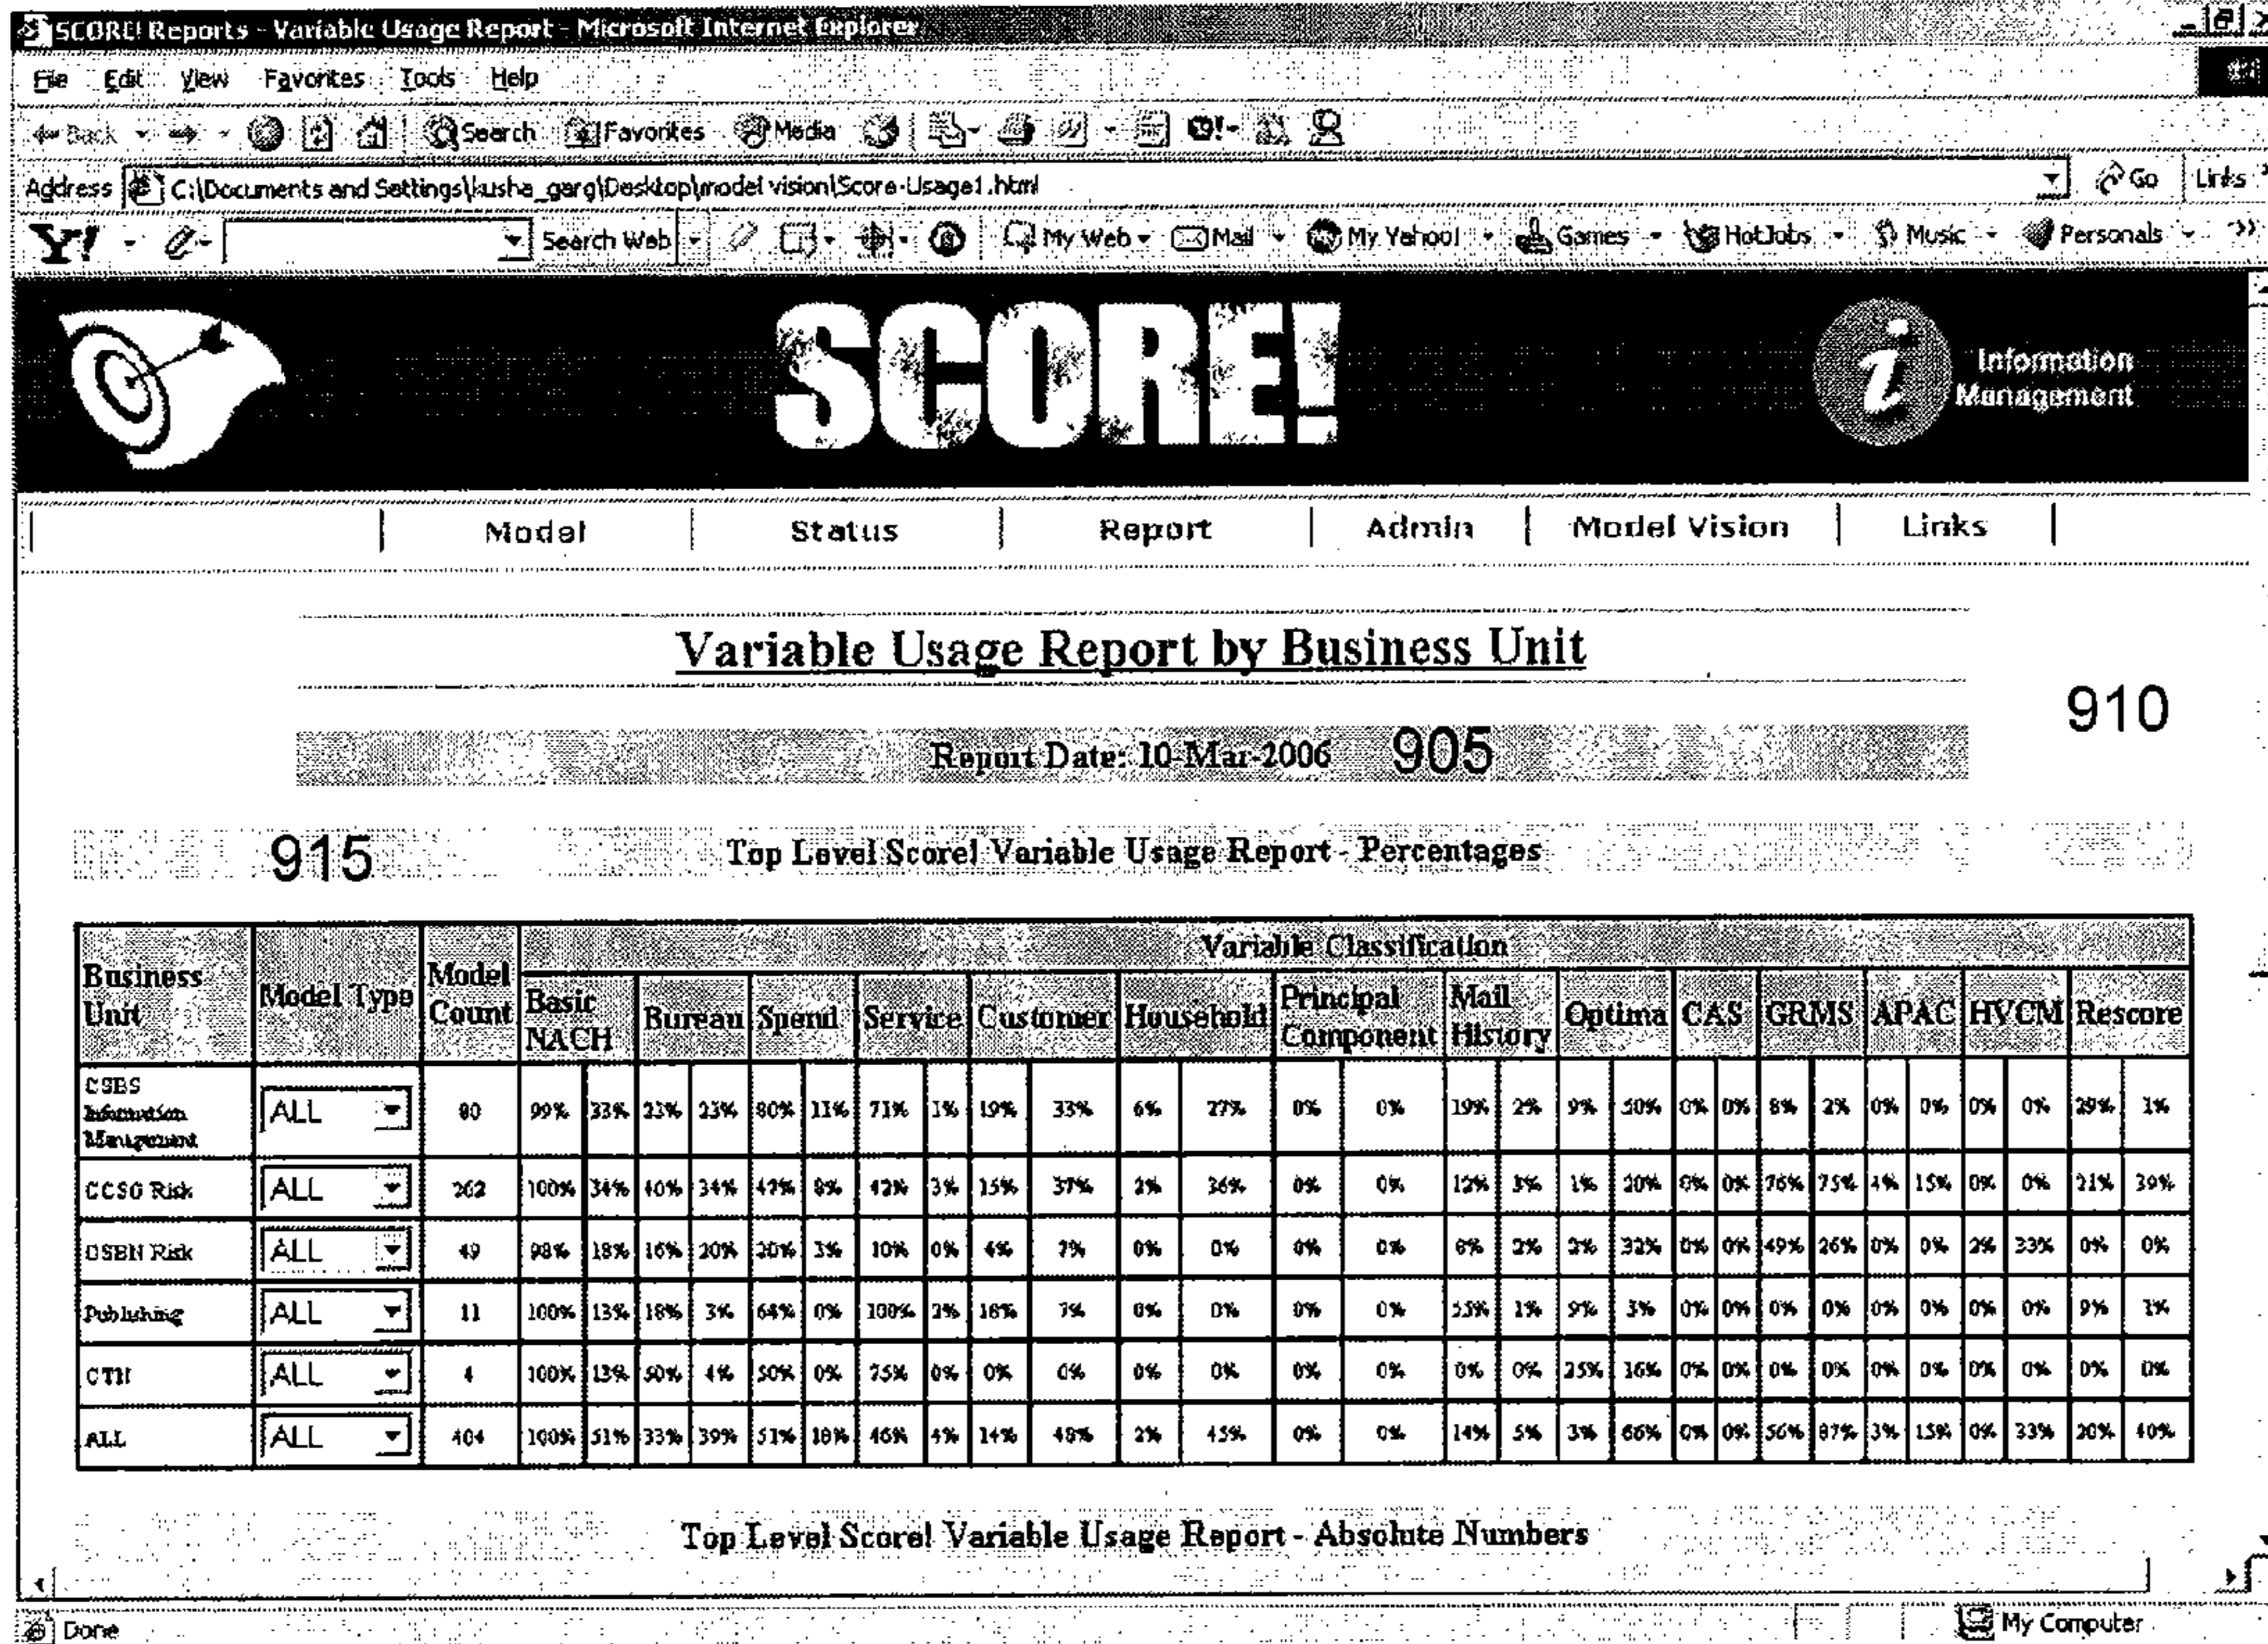 SCORE! Reports - Variable Usage Report - Microsoft Internet Explorer
File Edit View Favorites Tools Help
Back Search Favorites Media
Address C:\Documents and Settings\kusha_garg\Desktop\model vision\Score-Usage1.html Go Links
Y! Search Web My Web Mail My Yahoo! Games HotJobs Music Personals
SCORE!
i Information
Management
Model Status Report Admin Model Vision Links
Variable Usage Report by Business Unit
910
Report Date: 10-Mar-2006 905
915 Top Level Score! Variable Usage Report - Percentages
Variable Classification
Business Unit Model Type Model Count Basic NACH Bureau Spend Service Customer Household Principal Component Mail History Optima CAS GRMS APAC HVCM Rescore
CSBS Information Management ALL 80 99% 33% 23% 23% 80% 11% 71% 1% 19% 33% 6% 27% 0% 0% 19% 2% 9% 50% 0% 0% 8% 2% 0% 0% 0% 0% 29% 1%
CCSG Risk ALL 262 100% 34% 40% 34% 47% 8% 42% 3% 15% 37% 2% 36% 0% 0% 12% 3% 1% 20% 0% 0% 76% 75% 4% 15% 0% 0% 21% 39%
OSBN Risk ALL 49 98% 18% 16% 20% 20% 3% 10% 0% 4% 7% 0% 0% 0% 0% 6% 2% 2% 32% 0% 0% 49% 26% 0% 0% 2% 33% 0% 0%
Publishing ALL 11 100% 13% 18% 3% 64% 0% 100% 2% 18% 7% 0% 0% 0% 0% 55% 1% 9% 3% 0% 0% 0% 0% 0% 0% 0% 0% 9% 1%
CTN ALL 4 100% 13% 50% 4% 50% 0% 75% 0% 0% 0% 0% 0% 0% 0% 0% 0% 25% 16% 0% 0% 0% 0% 0% 0% 0% 0% 0% 0%
ALL ALL 404 100% 51% 33% 39% 51% 18% 46% 4% 14% 48% 2% 45% 0% 0% 14% 5% 3% 66% 0% 0% 56% 87% 3% 15% 0% 33% 20% 40%
Top Level Score! Variable Usage Report - Absolute Numbers
Done My Computer